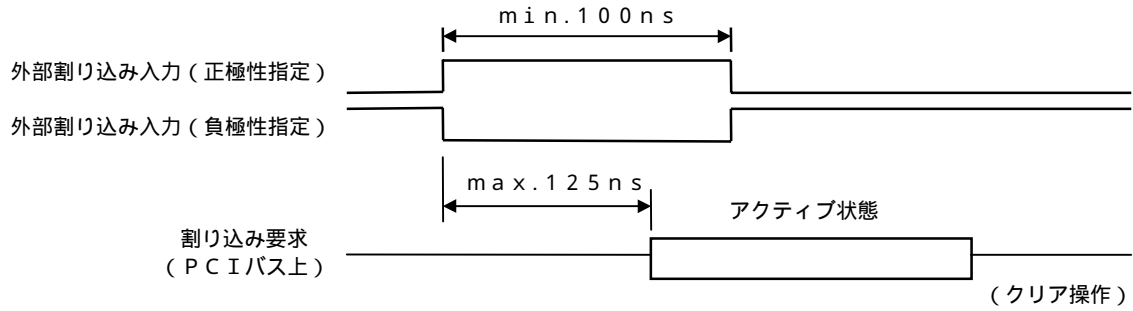 ｍｉｎ.１００ｎｓ
外部割り込み入力（正極性指定）
外部割り込み入力（負極性指定）
ｍａｘ.１２５ｎｓ
アクティブ状態
割り込み要求
（ＰＣＩバス上）
（クリア操作）